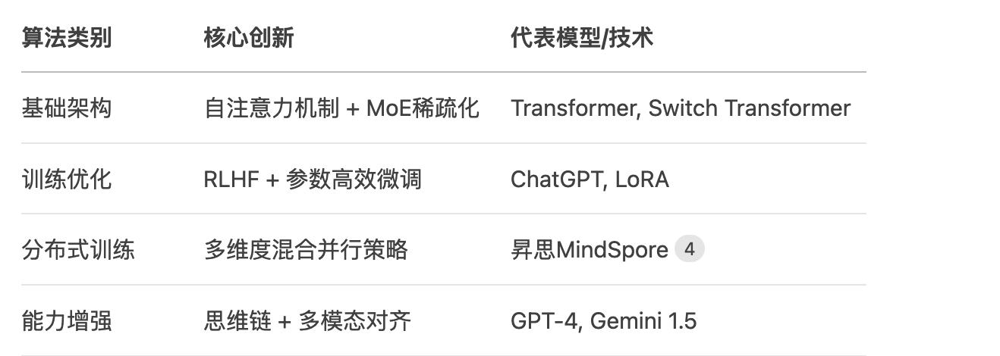 算法类别 核心创新 代表模型/技术
基础架构 自注意力机制 + MoE稀疏化 Transformer, Switch Transformer
训练优化 RLHF + 参数高效微调 ChatGPT, LoRA
分布式训练 多维度混合并行策略 昇思MindSpore 4
能力增强 思维链 + 多模态对齐 GPT-4, Gemini 1.5